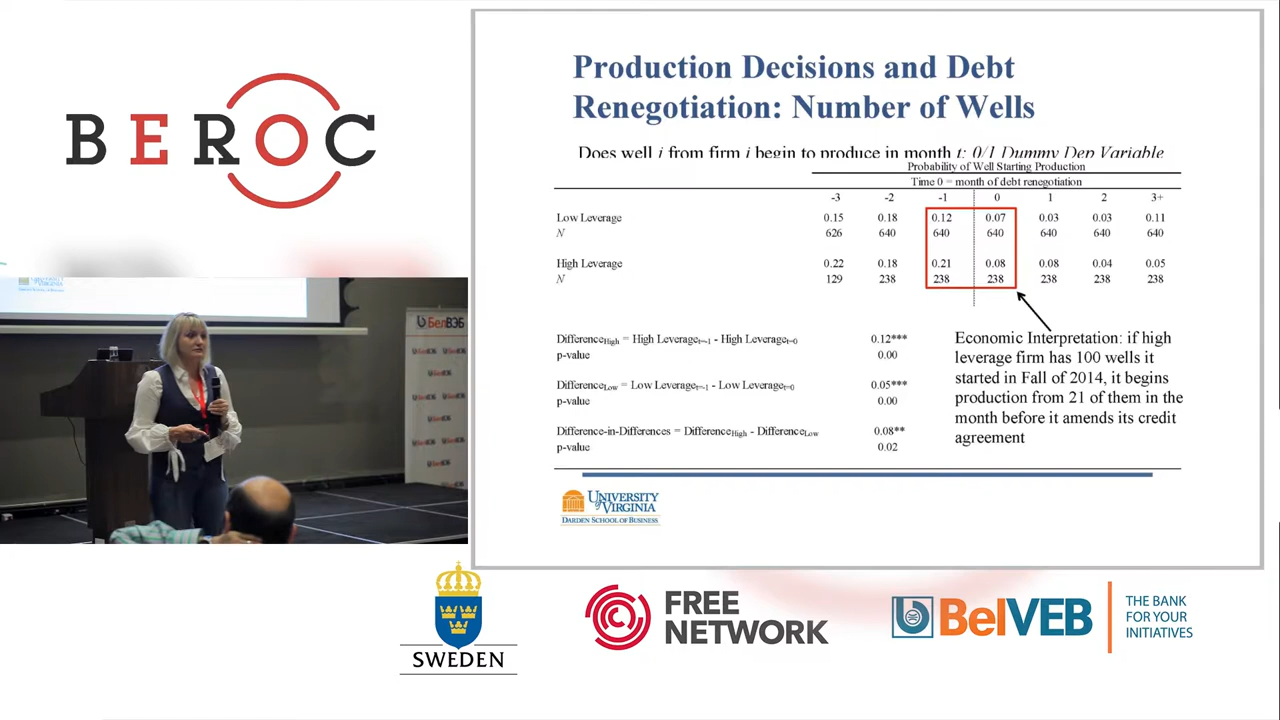 BEROC
Production Decisions and Debt
Renegotiation: Number of Wells
Does well i from firm i begin to produce in month t: 0/1 Dummy Dep Variable
Probability of Well Starting Production
Time 0 = month of debt renegotiation
-3 -2 -1 0 1 2 3+
Low Leverage 0.15 0.18 0.12 0.07 0.03 0.03 0.11
N 626 640 640 640 640 640 640
High Leverage 0.22 0.18 0.21 0.08 0.08 0.04 0.05
N 129 238 238 238 238 238 238
DifferenceHigh = High Leveraget=-1 - High Leveraget=0 0.12***
p-value 0.00
DifferenceLow = Low Leveraget=-1 - Low Leveraget=0 0.05***
p-value 0.00
Difference-in-Differences = DifferenceHigh - DifferenceLow 0.08**
p-value 0.02
Economic Interpretation: if high
leverage firm has 100 wells it
started in Fall of 2014, it begins
production from 21 of them in the
month before it amends its credit
agreement
UNIVERSITY
of VIRGINIA
DARDEN SCHOOL OF BUSINESS
VIRGINIA
БелВЭБ
SWEDEN
FREE
NETWORK
BelVEB
THE BANK
FOR YOUR
INITIATIVES